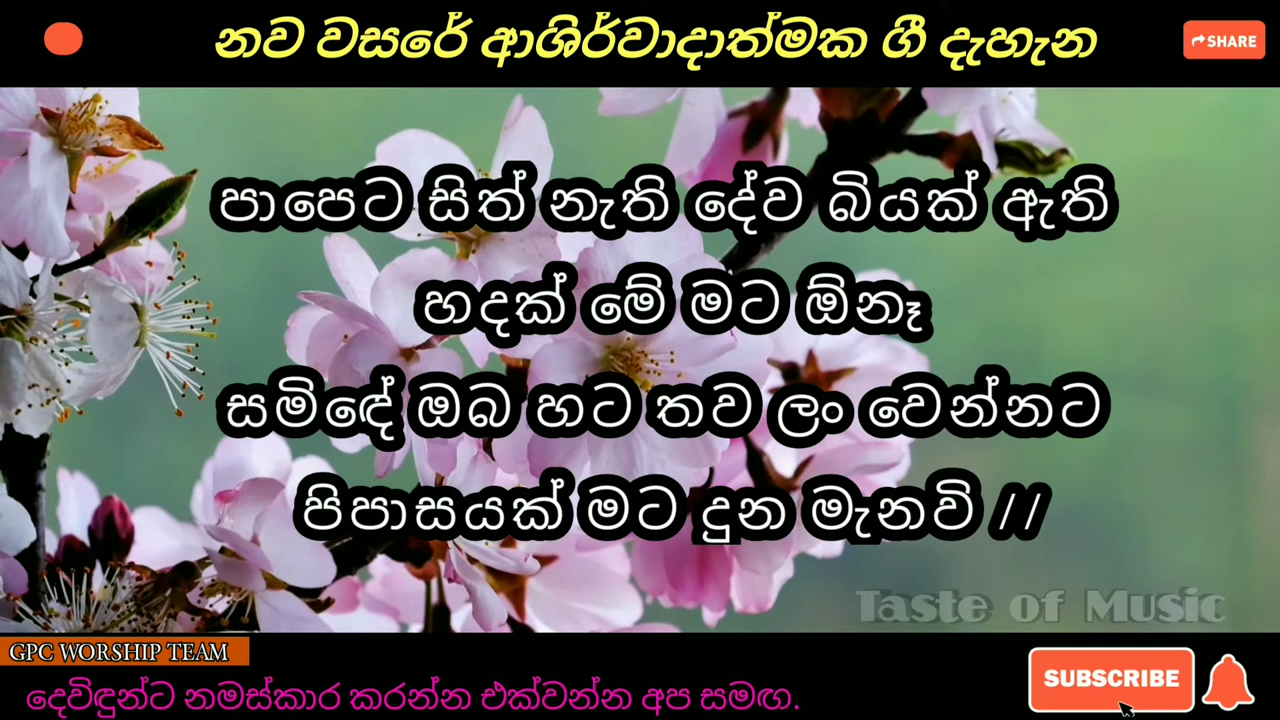 නව වසරේ ආශිර්වාදාත්මක ගී දැහැන
SHARE
පාපෙට සිත් නැති දේව බියක් ඇති
හදක් මේ මට ඕනෑ
සමිඳේ ඔබ හට තව ලං වෙන්නට
පිපාසයක් මට දුන මැනවි //
Taste of Music
GPC WORSHIP TEAM
දෙවිඳුන්ට නමස්කාර කරන්න එක්වන්න අප සමඟ.
SUBSCRIBE